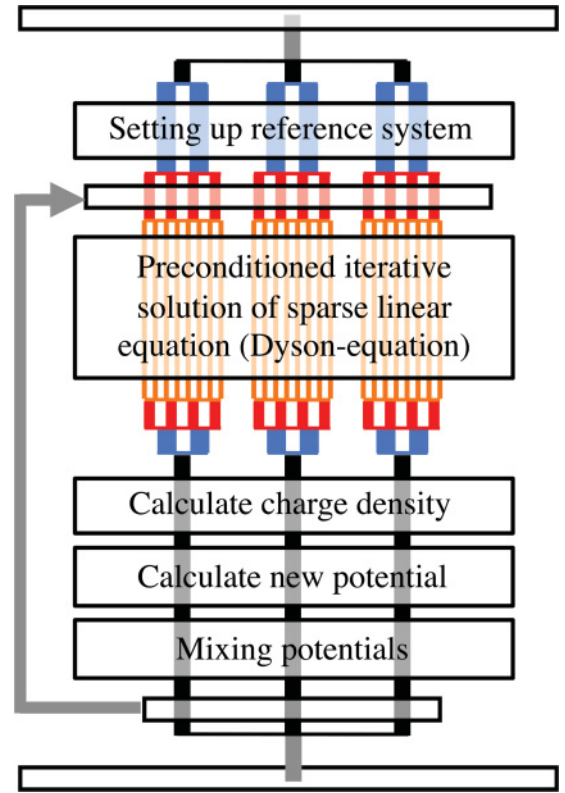 Setting up reference system
Preconditioned iterative
solution of sparse linear
equation (Dyson-equation)
Calculate charge density
Calculate new potential
Mixing potentials